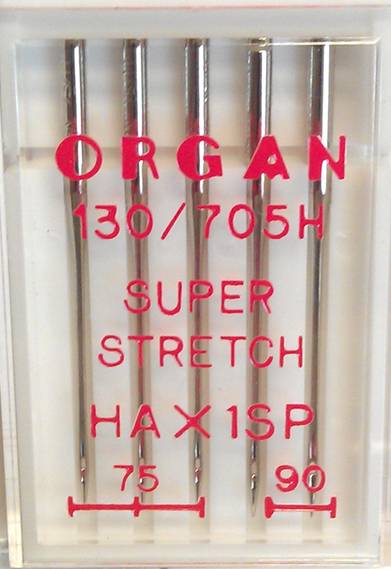 ORGAN
130/705H
SUPER
STRETCH
HAX1SP
75 90